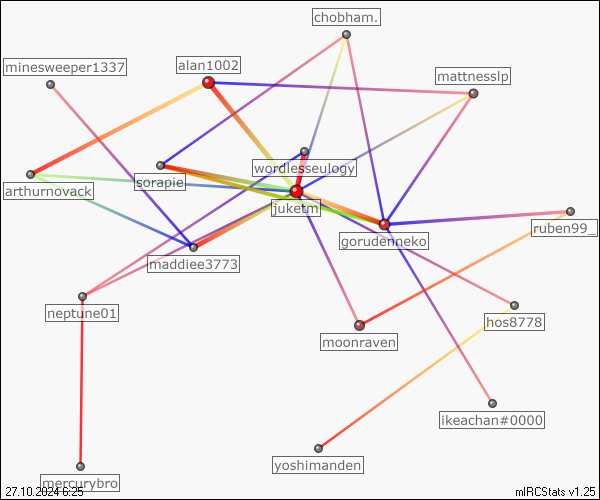 chobham.
minesweeper1337
alan1002
mattnesslp
wordlesseulogy
arthurnovack
sorapie
juketm
gorudenneko
ruben99_
maddiee3773
neptune01
hos8778
moonraven
ikeachan#0000
yoshimanden
mercurybro
27.10.2024 6:25
mIRCStats v1.25